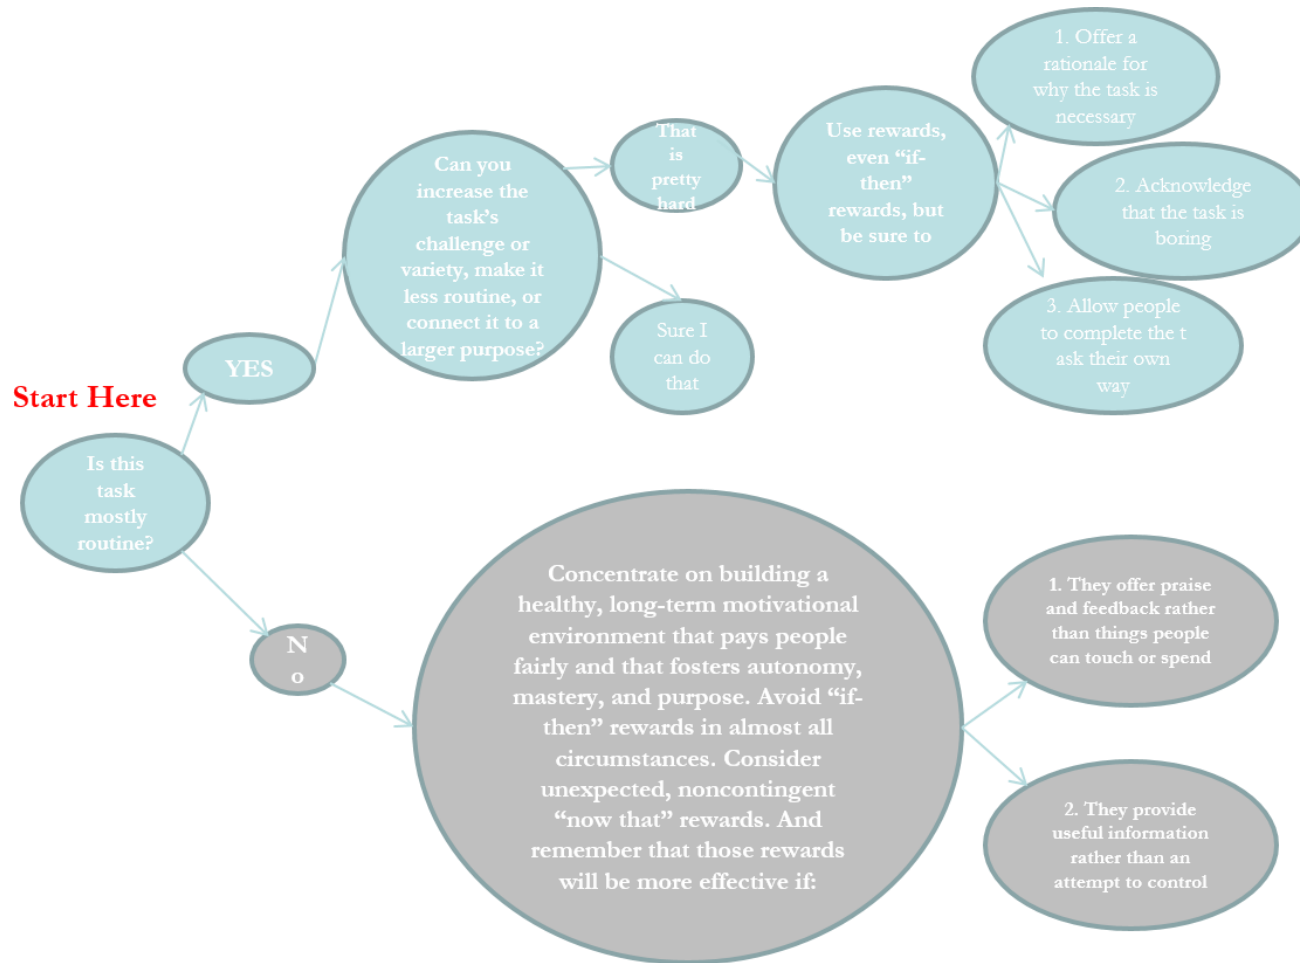 Start Here
Is this
task
mostly
routine?
YES
Can you
increase the
task’s
challenge or
variety, make it
less routine, or
connect it to a
larger purpose?
That
is
pretty
hard
Sure I
can do
that
Use rewards,
even “if-
then”
rewards, but
be sure to
1. Offer a
rationale for
why the task is
necessary
2. Acknowledge
that the task is
boring
3. Allow people
to complete the t
ask their own
way
N
o
Concentrate on building a
healthy, long-term motivational
environment that pays people
fairly and that fosters autonomy,
mastery, and purpose. Avoid “if-
then” rewards in almost all
circumstances. Consider
unexpected, noncontingent
“now that” rewards. And
remember that those rewards
will be more effective if:
1. They offer praise
and feedback rather
than things people
can touch or spend
2. They provide
useful information
rather than an
attempt to control